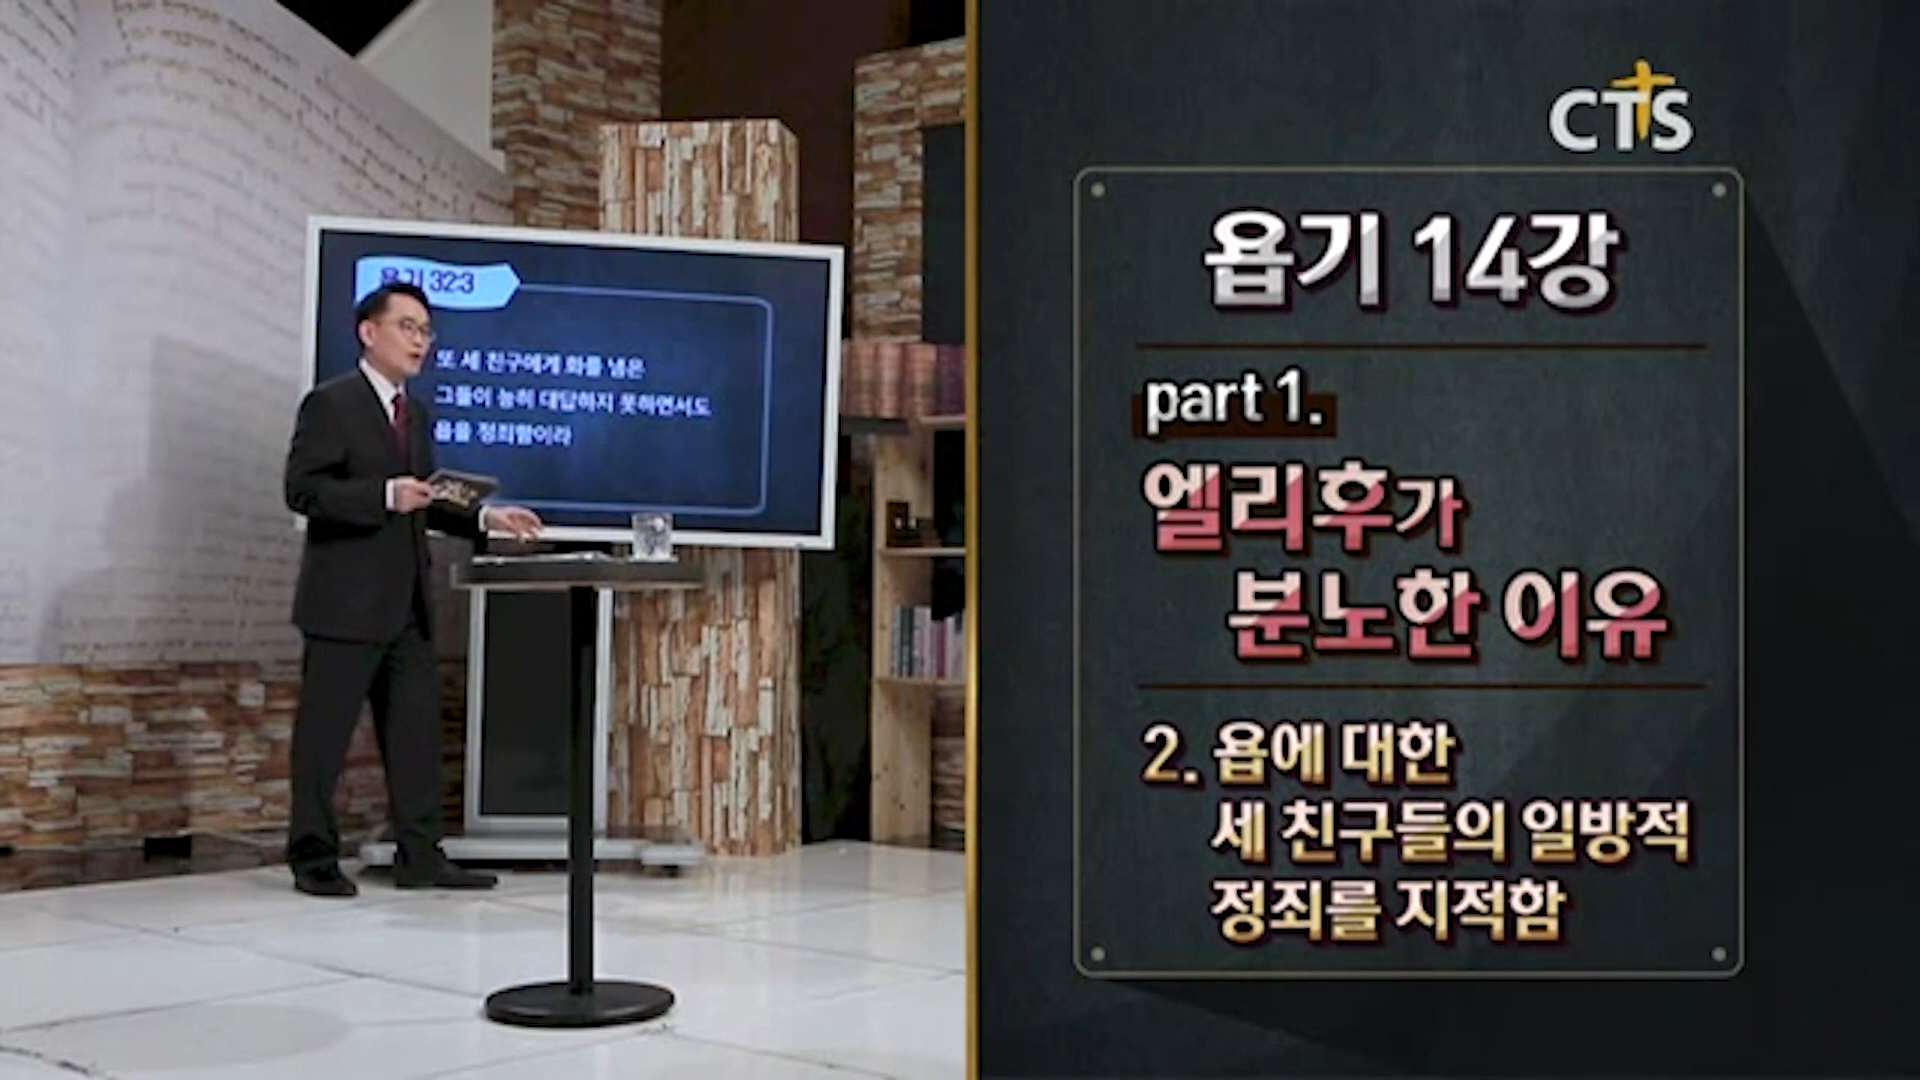 욥기 32:3
또 세 친구에게 화를 냄은
그들이 능히 대답하지 못하면서도
욥을 정죄함이라
CTS
욥기 14강
part 1.
엘리후가
분노한 이유
2. 욥에 대한
세 친구들의 일방적
정죄를 지적함